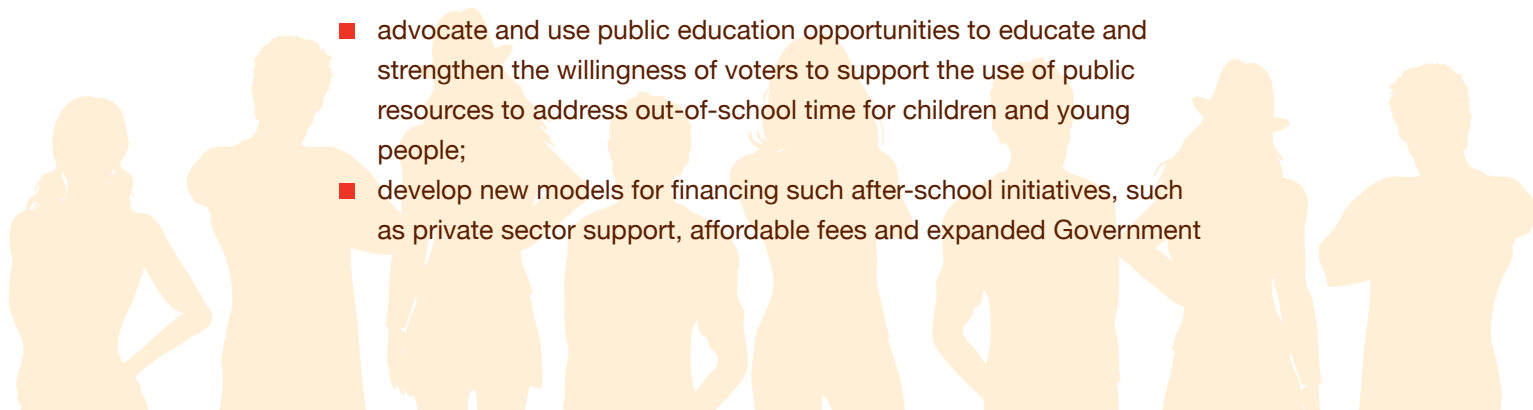 advocate and use public education opportunities to educate and
strengthen the willingness of voters to support the use of public
resources to address out-of-school time for children and young
people;
develop new models for financing such after-school initiatives, such
as private sector support, affordable fees and expanded Government